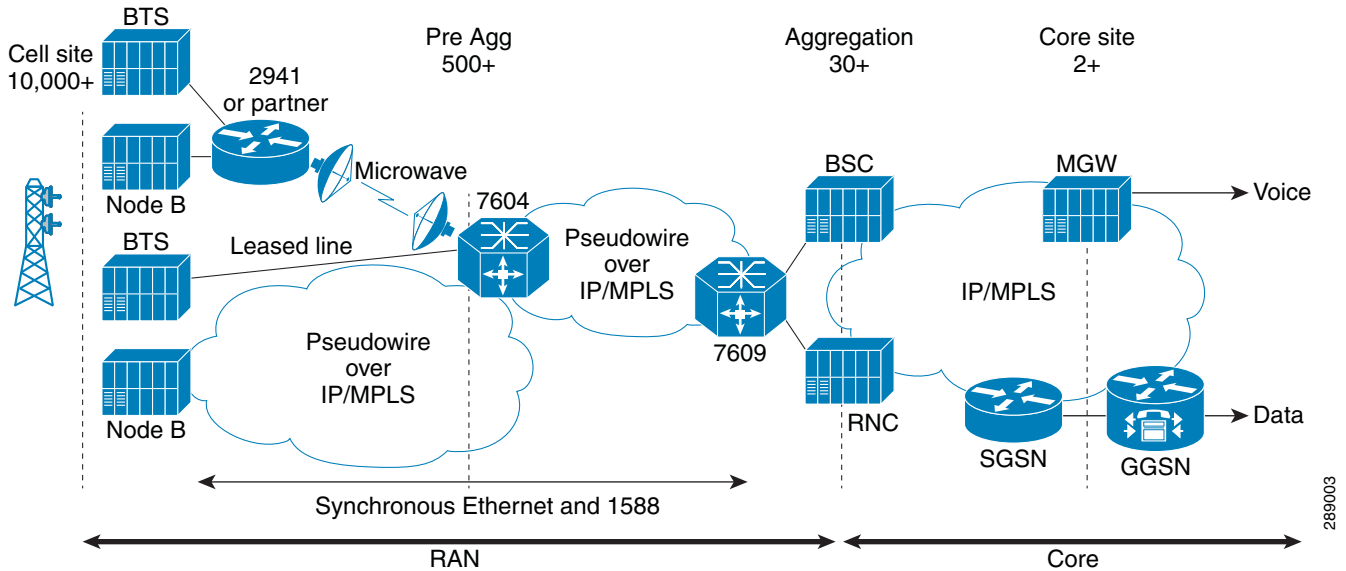 BTS
Cell site
10,000+
Pre Agg
500+
Aggregation
30+
Core site
2+
2941
or partner
Node B
Microwave
BSC
MGW
Voice
7604
BTS
Leased line
Pseudowire
over
IP/MPLS
IP/MPLS
7609
Pseudowire
over
IP/MPLS
Node B
RNC
SGSN
GGSN
Data
Synchronous Ethernet and 1588
RAN
Core
289003